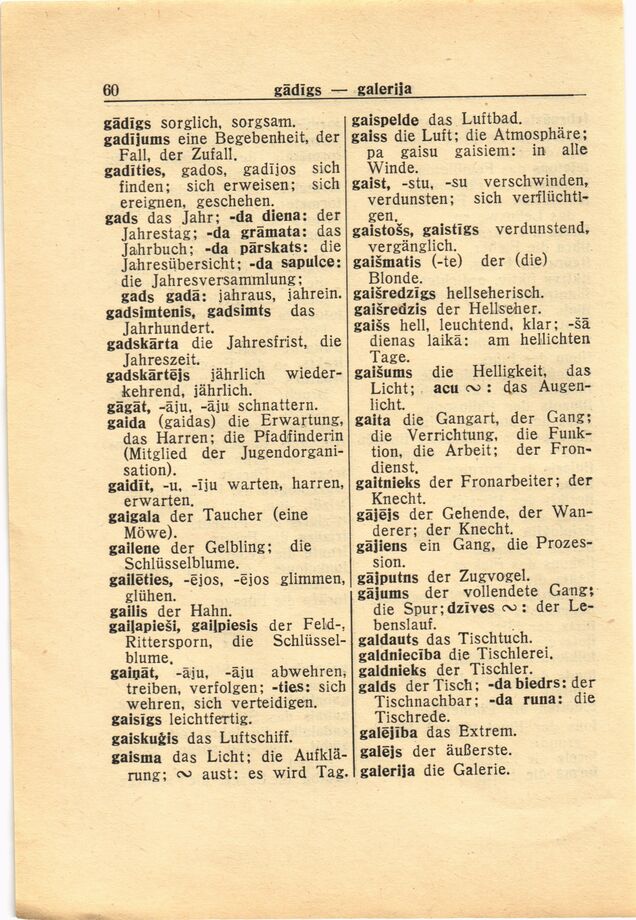 60 gādīgs — galerija
gādīgs sorglich, sorgsam.
gadījums eine Begebenheit, der
Fall, der Zufall.
gadīties, gados, gadījos sich
finden; sich erweisen; sich
ereignen, geschehen.
gads das Jahr; -da diena: der
Jahrestag; -da grāmata: das
Jahrbuch; -da pārskats: die
Jahresübersicht; -da sapulce:
die Jahresversammlung;
gads gadā: jahraus, jahrein.
gadsimtenis, gadsimts das
Jahrhundert.
gadskārta die Jahresfrist, die
Jahreszeit.
gadskārtējs jährlich wieder-
kehrend, jährlich.
gāgāt, -āju, -āju schnattern.
gaida (gaidas) die Erwartung,
das Harren; die Pfadfinderin
(Mitglied der Jugendorgani-
sation).
gaidīt, -u, -īju warten, harren,
erwarten.
gaigala der Taucher (eine
Möwe).
gailene der Gelbling; die
Schlüsselblume.
gailēties, -ējos, -ējos glimmen,
glühen.
gailis der Hahn.
gaiļapieši, gaiļpiesis der Feld-,
Rittersporn, die Schlüssel-
blume.
gaiņāt, -āju, -āju abwehren,
treiben, verfolgen; -ties: sich
wehren, sich verteidigen.
gaisīgs leichtfertig.
gaiskuģis das Luftschiff.
gaisma das Licht; die Aufklä-
rung; ∾ aust: es wird Tag.
gaispelde das Luftbad.
gaiss die Luft; die Atmosphäre;
pa gaisu gaisiem: in alle
Winde.
gaist, -stu, -su verschwinden,
verdunsten; sich verflüchti-
gen.
gaistošs, gaistīgs verdunstend,
vergänglich.
gaišmatis (-te) der (die)
Blonde.
gaišredzīgs hellseherisch.
gaišredzis der Hellseher.
gaišs hell, leuchtend, klar; -šā
dienas laikā: am hellichten
Tage.
gaišums die Helligkeit, das
Licht; acu ∾: das Augen-
licht.
gaita die Gangart, der Gang;
die Verrichtung, die Funk-
tion, die Arbeit; der Fron-
dienst.
gaitnieks der Fronarbeiter; der
Knecht.
gājējs der Gehende, der Wan-
derer; der Knecht.
gājiens ein Gang, die Prozes-
sion.
gājputns der Zugvogel.
gājums der vollendete Gang;
die Spur; dzīves ∾: der Le-
benslauf.
galdauts das Tischtuch.
galdniecība die Tischlerei.
galdnieks der Tischler.
galds der Tisch; -da biedrs: der
Tischnachbar; -da runa: die
Tischrede.
galējība das Extrem.
galējs der äußerste.
galerija die Galerie.